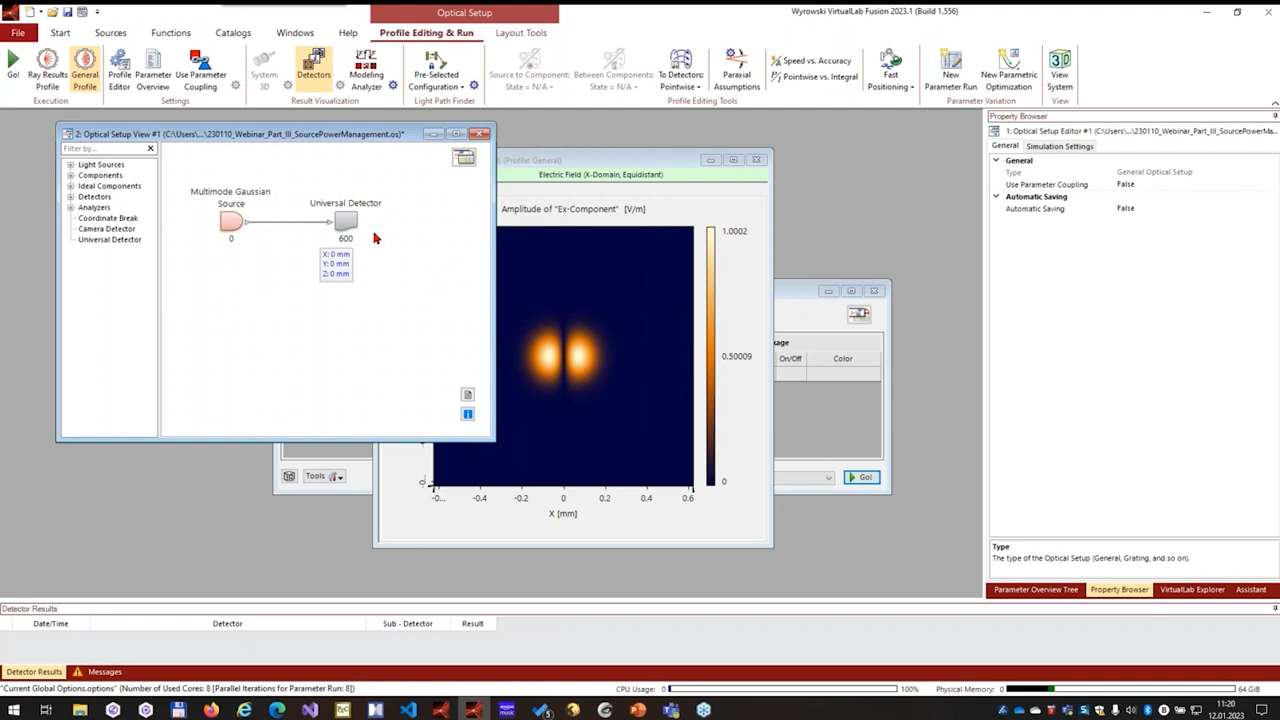 Optical Setup
Wyrowski VirtualLab Fusion 2023.1 (Build 1.556)
File
Start
Sources
Functions
Catalogs
Windows
Help
Profile Editing & Run
Layout Tools
Go!
Ray Results
Profile
General
Profile
Profile
Editor
Parameter
Overview
Use Parameter
Coupling
System:
3D
Detectors
Modeling
Analyzer
Pre-Selected
Configuration
Source to Component:
State = N/A
Between Components:
State = N/A
To Detectors:
Pointwise
Paraxial
Assumptions
Speed vs. Accuracy
Pointwise vs. Integral
Fast
Positioning
New
Parameter Run
New Parametric
Optimization
View
System
Execution
Settings
Result Visualization
Light Path Finder
Profile Editing Tools
Parameter Variation
View
2: Optical Setup View #1 (C:\Users\...\230110_Webinar_Part_III_SourcePowerManagement.os)*
Filter by...
Light Sources
Components
Ideal Components
Detectors
Analyzers
Coordinate Break
Camera Detector
Universal Detector
Multimode Gaussian
Source
0
Universal Detector
600
X: 0 mm
Y: 0 mm
Z: 0 mm
(Profile: General)
Electric Field (X-Domain, Equidistant)
Amplitude of "Ex-Component" [V/m]
1.0002
0.50009
0
-0...
-0.4
-0.2
0
0.2
0.4
0.6
X [mm]
On/Off
Color
Tools
Go!
Property Browser
1: Optical Setup Editor #1 (C:\Users\...\230110_Webinar_Part_III_SourcePowerMa...
General
Simulation Settings
General
Type
General Optical Setup
Use Parameter Coupling
False
Automatic Saving
Automatic Saving
False
Type
The type of the Optical Setup (General, Grating, and so on).
Parameter Overview Tree
Property Browser
VirtualLab Explorer
Assistant
Detector Results
Date/Time
Detector
Sub - Detector
Result
Detector Results
Messages
"Current Global Options.options" (Number of Used Cores: 8 [Parallel Iterations for Parameter Run: 8])
CPU Usage: 0
100%
Physical Memory: 0
64 GiB
11:20
12.01.2023